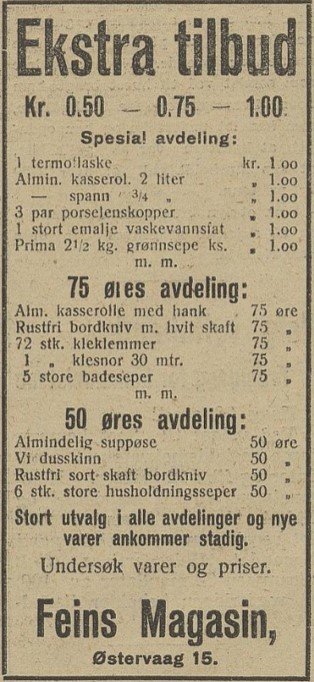 Ekstra tilbud
Kr. 0.50 — 0.75 — 1.00
Spesial avdeling:
1 termoflaske kr. 1.00
Almin. kasserol. 2 liter „ 1.00
— spann 3/4 „ „ 1.00
3 par porselenskopper „ 1.00
1 stort emalje vaskevannsfat „ 1.00
Prima 2 1/2 kg. grønnsepe ks. „ 1.00
m. m.
75 øres avdeling:
Alm. kasserolle med hank 75 øre
Rustfri bordkniv m. hvit skaft 75 „
72 stk. kleklemmer 75 „
1 „ klesnor 30 mtr. 75 „
5 store badeseper 75 „
m. m.
50 øres avdeling:
Almindelig suppøse 50 øre
Vi dusskinn 50 „
Rustfri sort skaft bordkniv 50 „
6 stk. store husholdningsseper 50 „
Stort utvalg i alle avdelinger og nye
varer ankommer stadig.
Undersøk varer og priser.
Feins Magasin,
Østervaag 15.